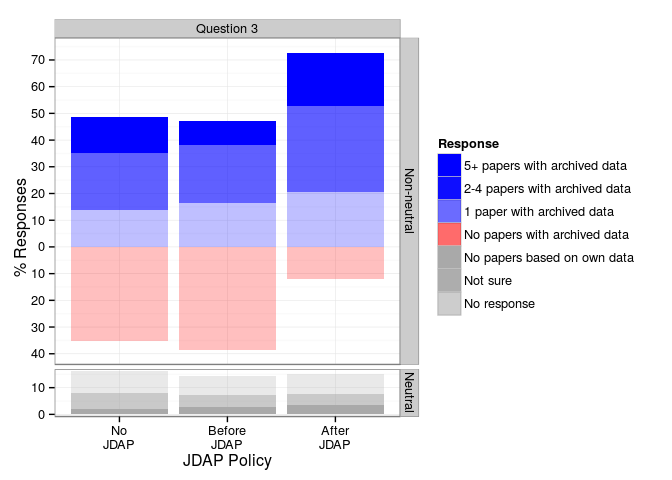 Question 3
70
60
50
40
30
20
10
0
10
20
30
40
10
0
% Responses
Non-neutral
Neutral
No
JDAP
Before
JDAP
After
JDAP
JDAP Policy
Response
5+ papers with archived data
2-4 papers with archived data
1 paper with archived data
No papers with archived data
No papers based on own data
Not sure
No response